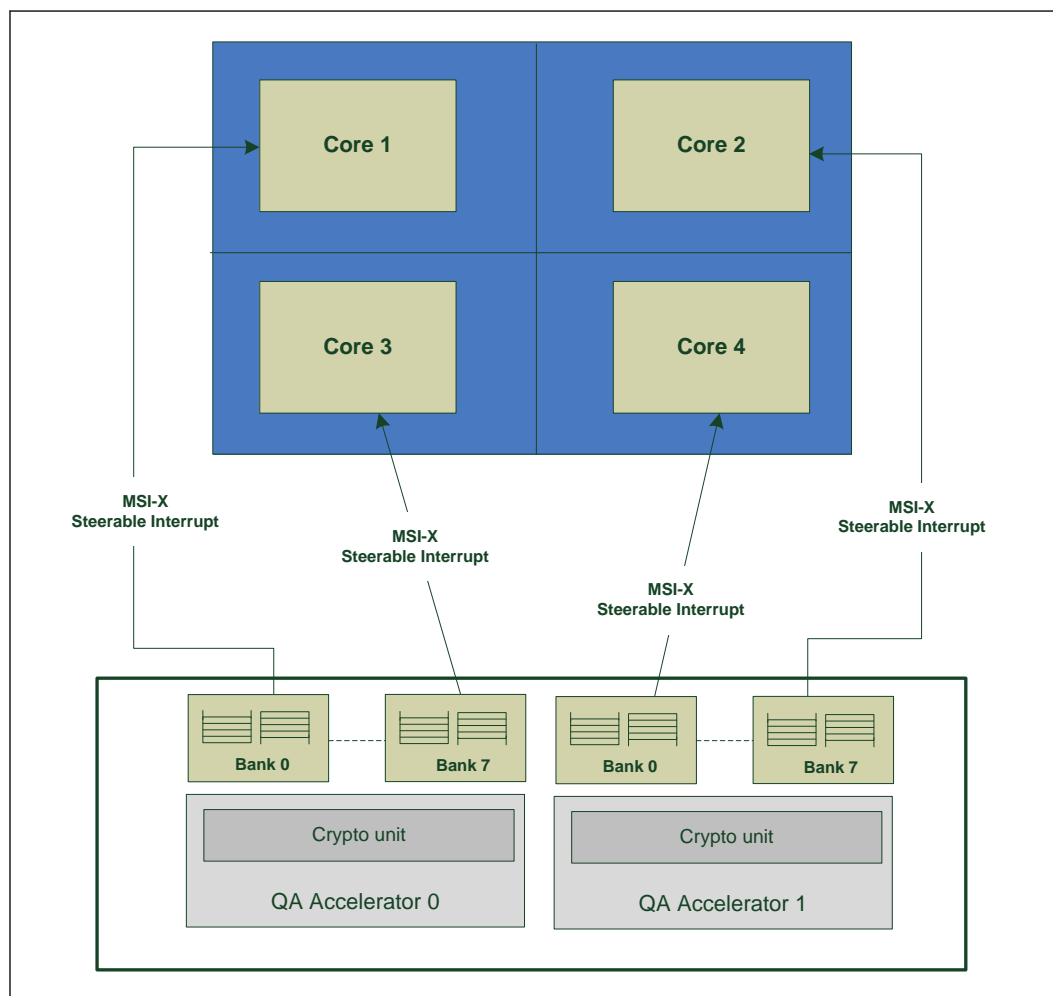 Core 1
Core 2
Core 3
Core 4
MSI-X
Steerable Interrupt
MSI-X
Steerable Interrupt
MSI-X
Steerable Interrupt
MSI-X
Steerable Interrupt
Bank 0
Bank 7
Bank 0
Bank 7
Crypto unit
Crypto unit
QA Accelerator 0
QA Accelerator 1